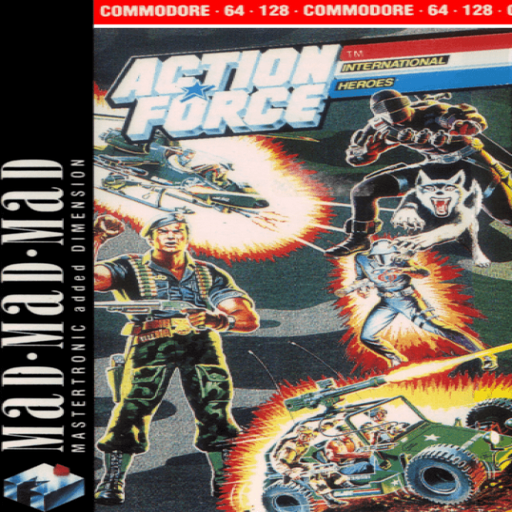 COMMODORE · 64 · 128 · COMMODORE · 64 · 128 ·
ACTION
FORCE
TM
INTERNATIONAL
HEROES
MAD·MAD·MAD
MASTERTRONIC added DIMENSION